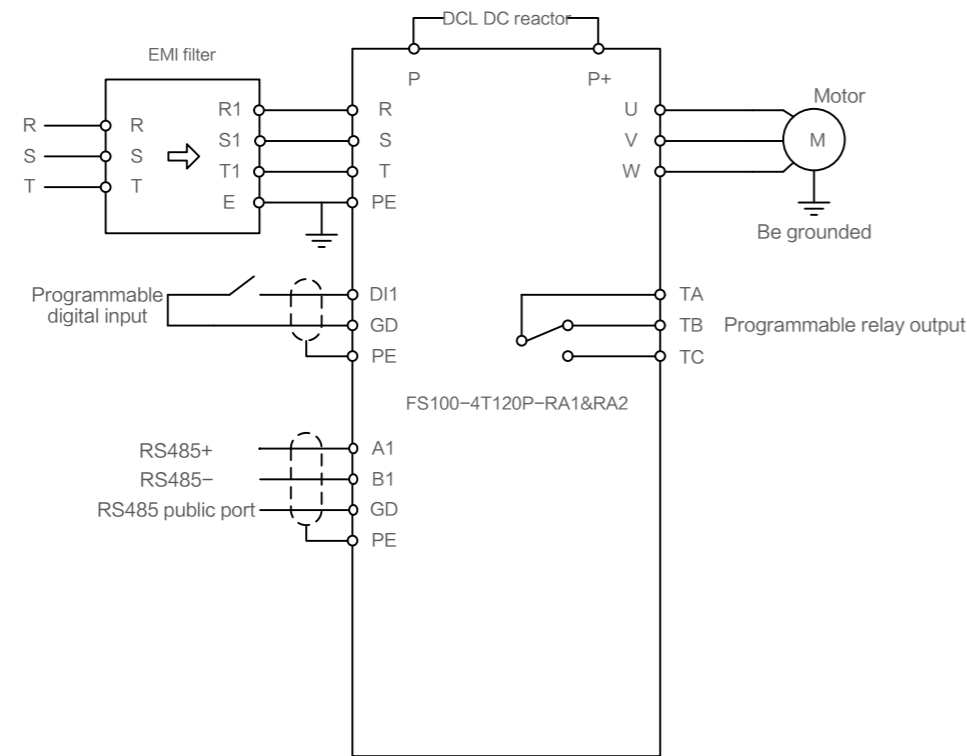 DCL DC reactor
P P+
EMI filter
R R R1 R
S S S1 S
T T T1 T
E PE
U
V
W
Motor
M
Be grounded
Programmable
digital input
DI1
GD
PE
TA
TB Programmable relay output
TC
FS100−4T120P−RA1&RA2
RS485+ A1
RS485− B1
RS485 public port GD
PE